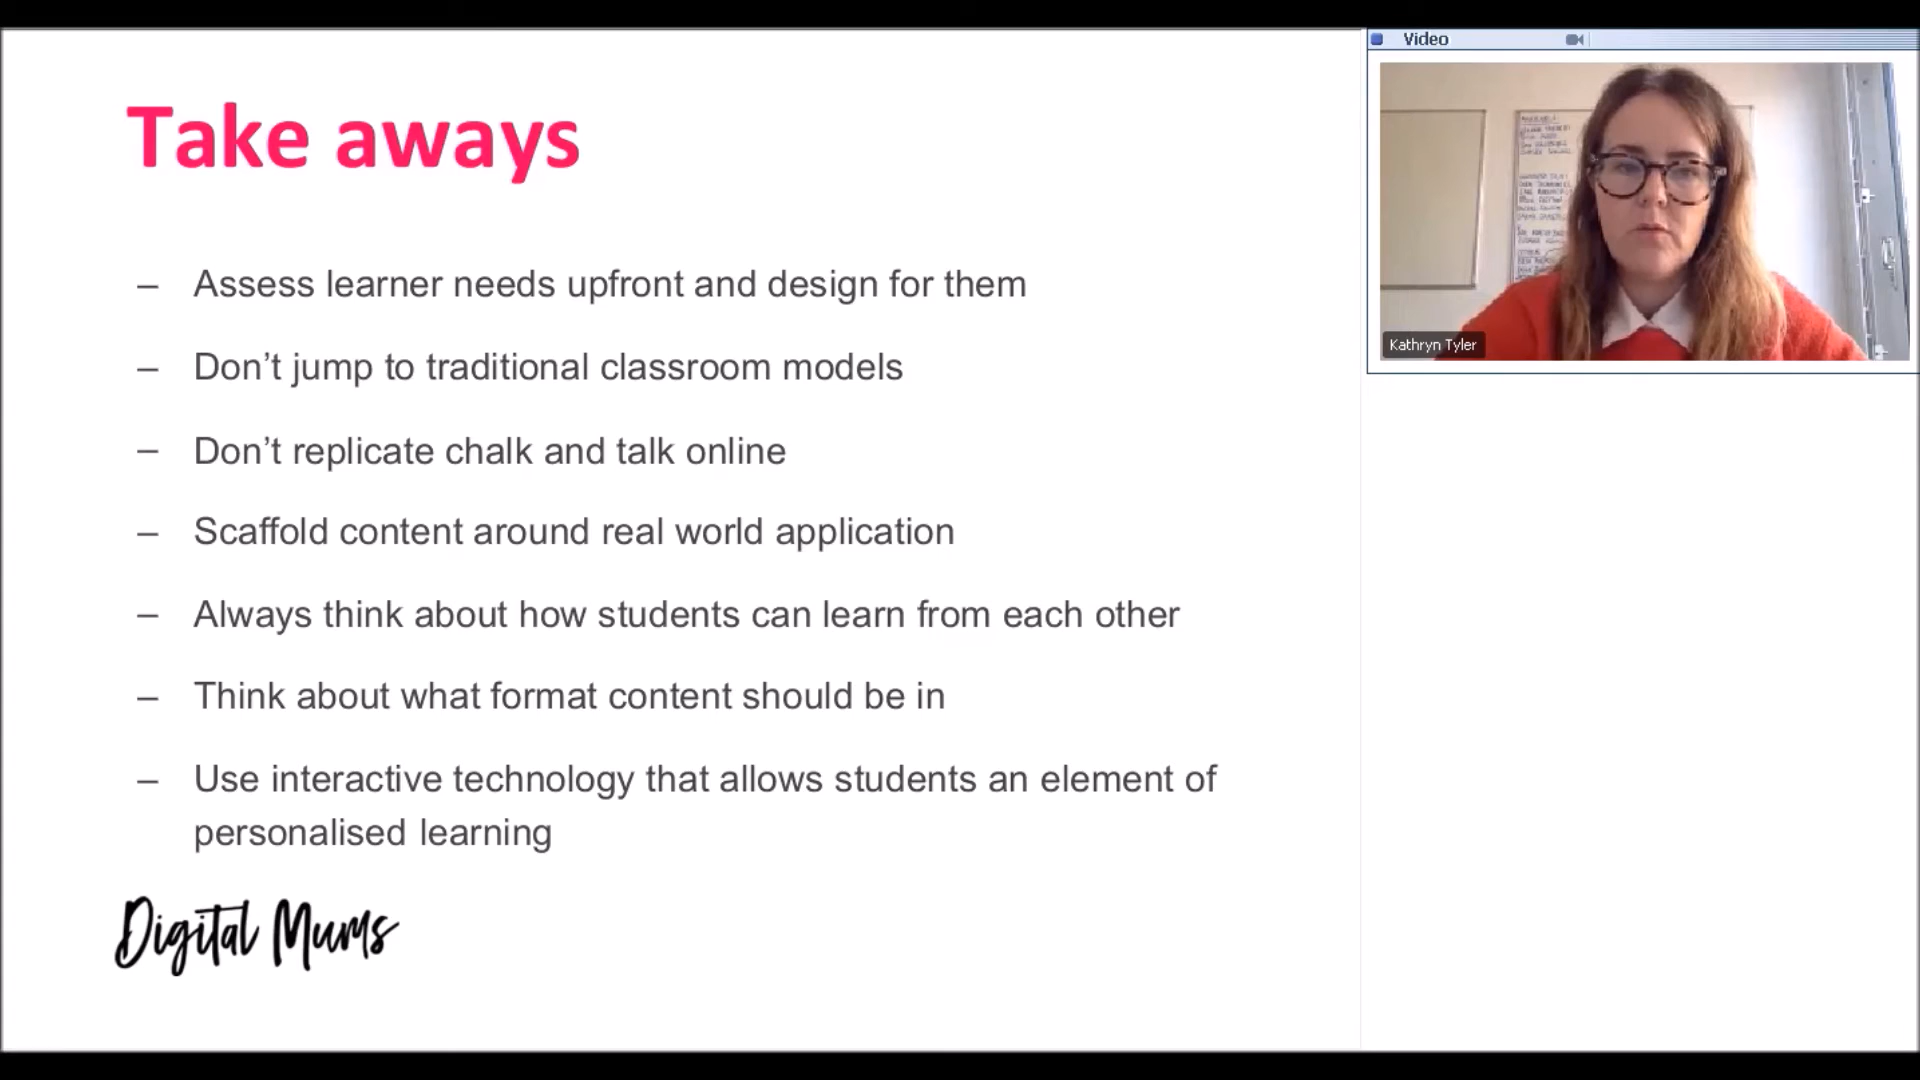 Take aways
– Assess learner needs upfront and design for them
– Don’t jump to traditional classroom models
– Don’t replicate chalk and talk online
– Scaffold content around real world application
– Always think about how students can learn from each other
– Think about what format content should be in
– Use interactive technology that allows students an element of
personalised learning
Digital Mums
Video
Kathryn Tyler